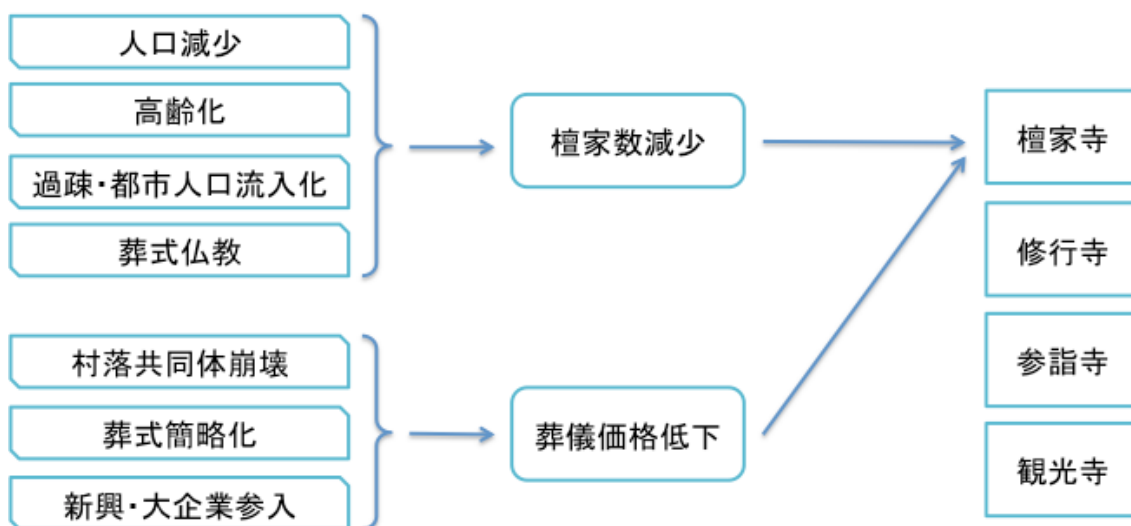 人口減少
高齢化
過疎・都市人口流入化
葬式仏教
村落共同体崩壊
葬式簡略化
新興・大企業参入
檀家数減少
葬儀価格低下
檀家寺
修行寺
参詣寺
観光寺